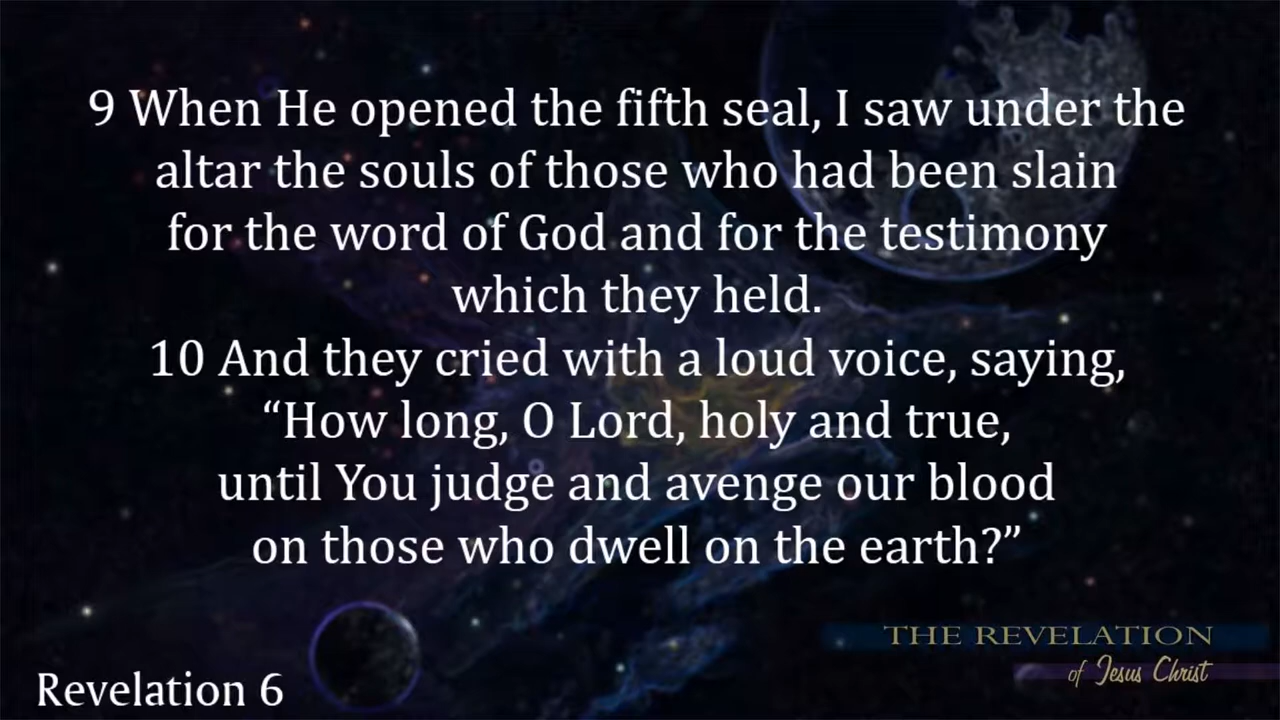 9 When He opened the fifth seal, I saw under the
altar the souls of those who had been slain
for the word of God and for the testimony
which they held.
10 And they cried with a loud voice, saying,
“How long, O Lord, holy and true,
until You judge and avenge our blood
on those who dwell on the earth?”
THE REVELATION
of Jesus Christ
Revelation 6